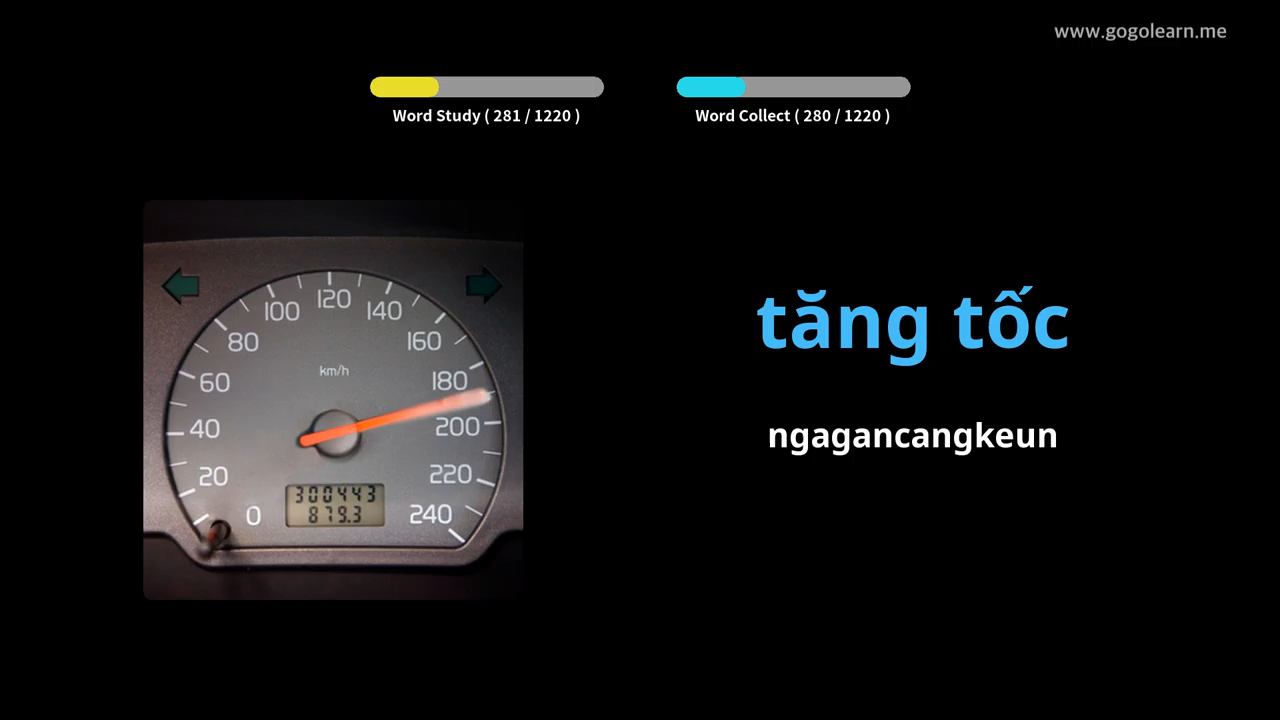 www.gogolearn.me
Word Study ( 281 / 1220 )
Word Collect ( 280 / 1220 )
120
100
140
80
160
km/h
60
180
40
200
20
220
300443
0
240
879.3
tăng tốc
ngagancangkeun